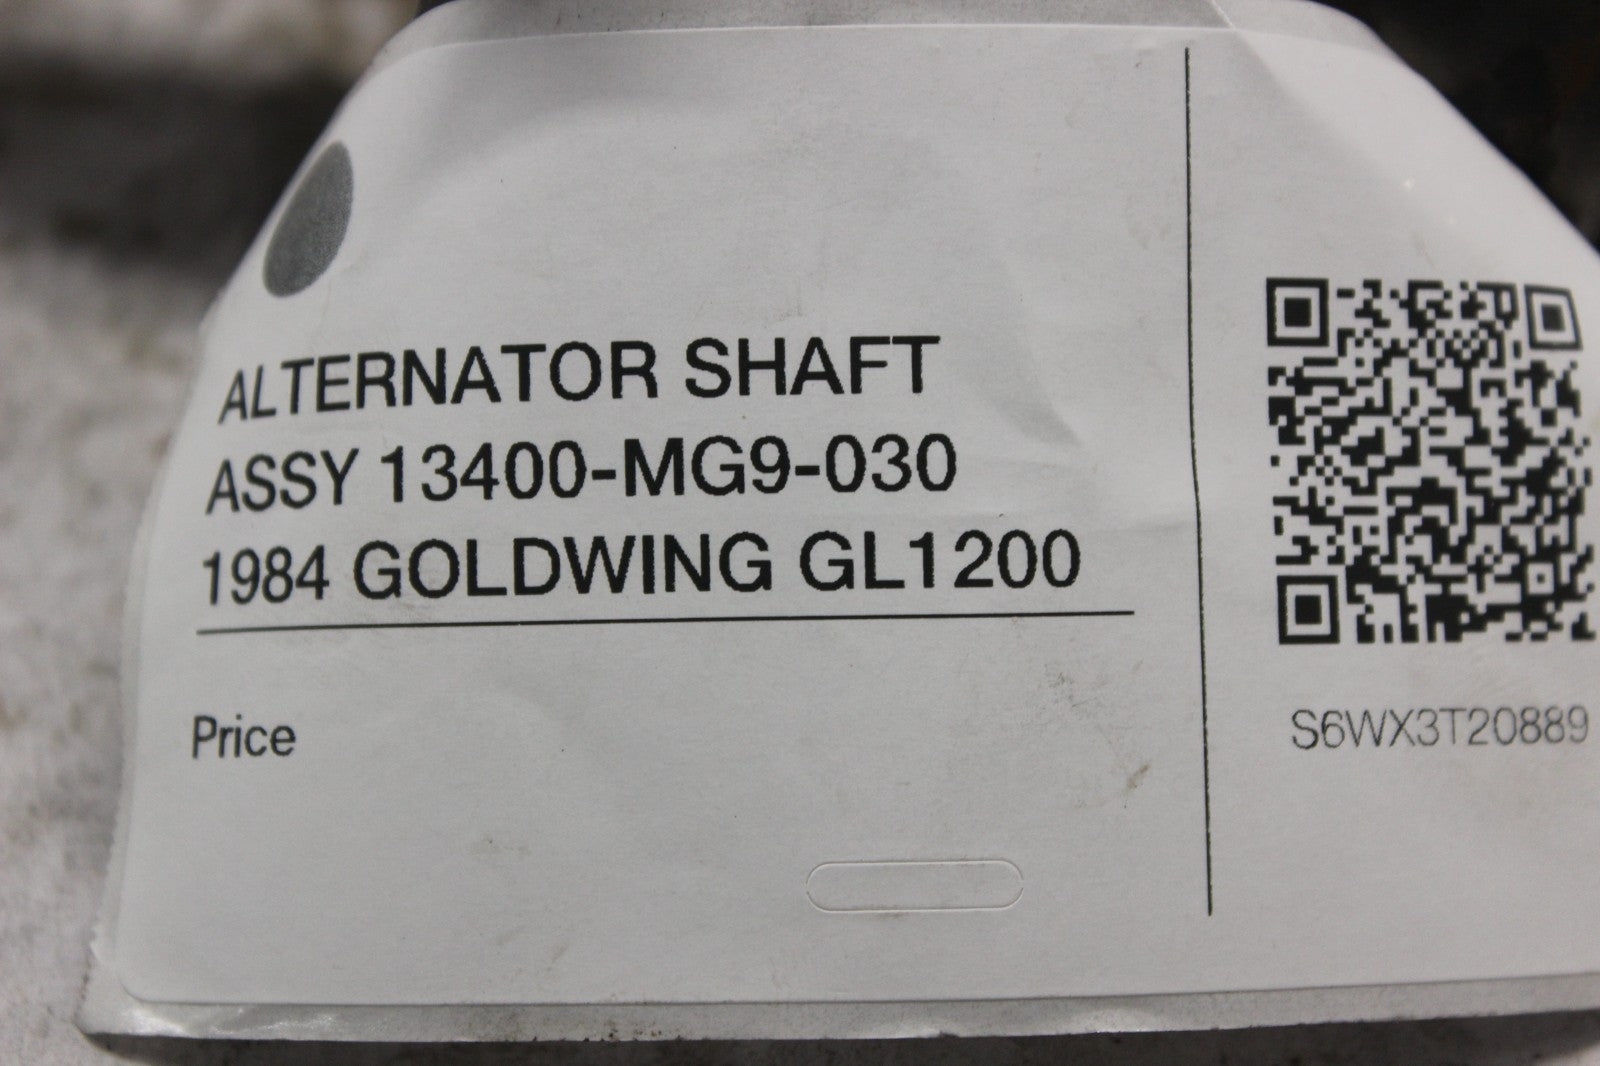 ALTERNATOR SHAFT
ASSY 13400-MG9-030
1984 GOLDWING GL1200
Price
S6WX3T20889